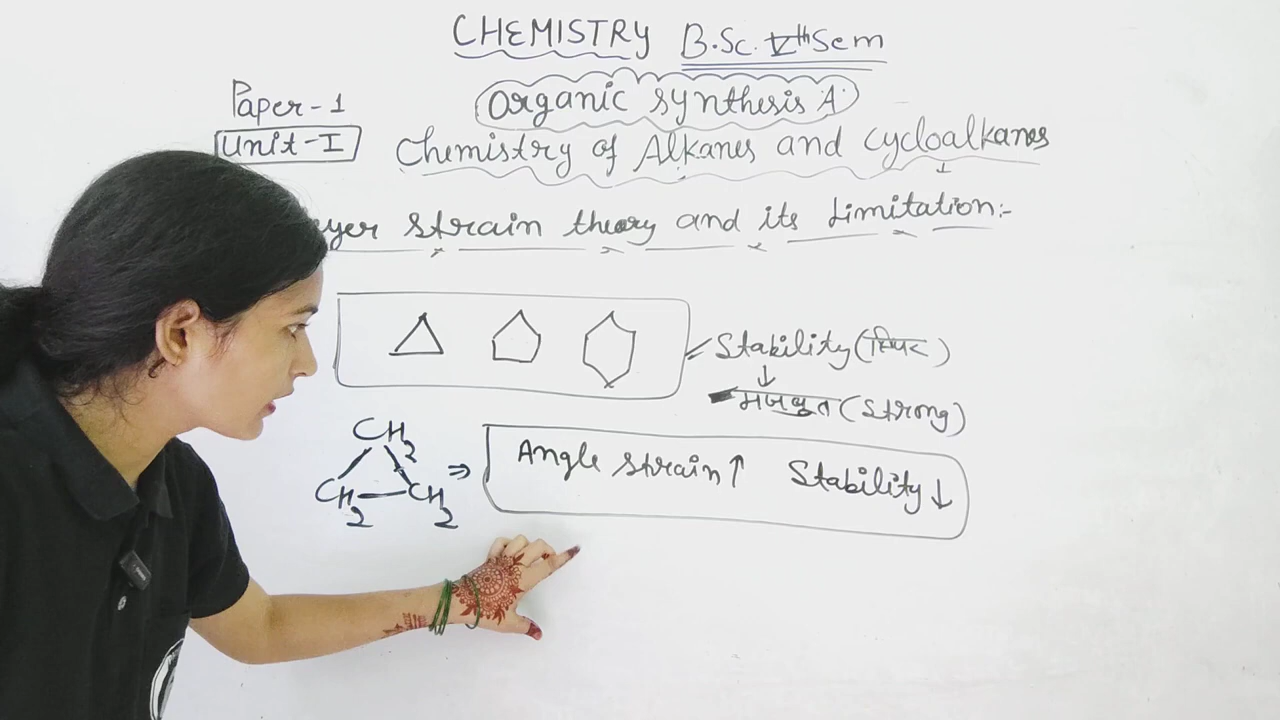 CHEMISTRY B.Sc. Vth Sem
Organic synthesis A
Paper-1
Unit-I
Chemistry of Alkanes and cycloalkanes
yer strain theory and its Limitation:-
Stability(स्थिर)
मजबूत (Strong)
CH2
CH2 CH2
⇒ Angle strain↑ Stability↓